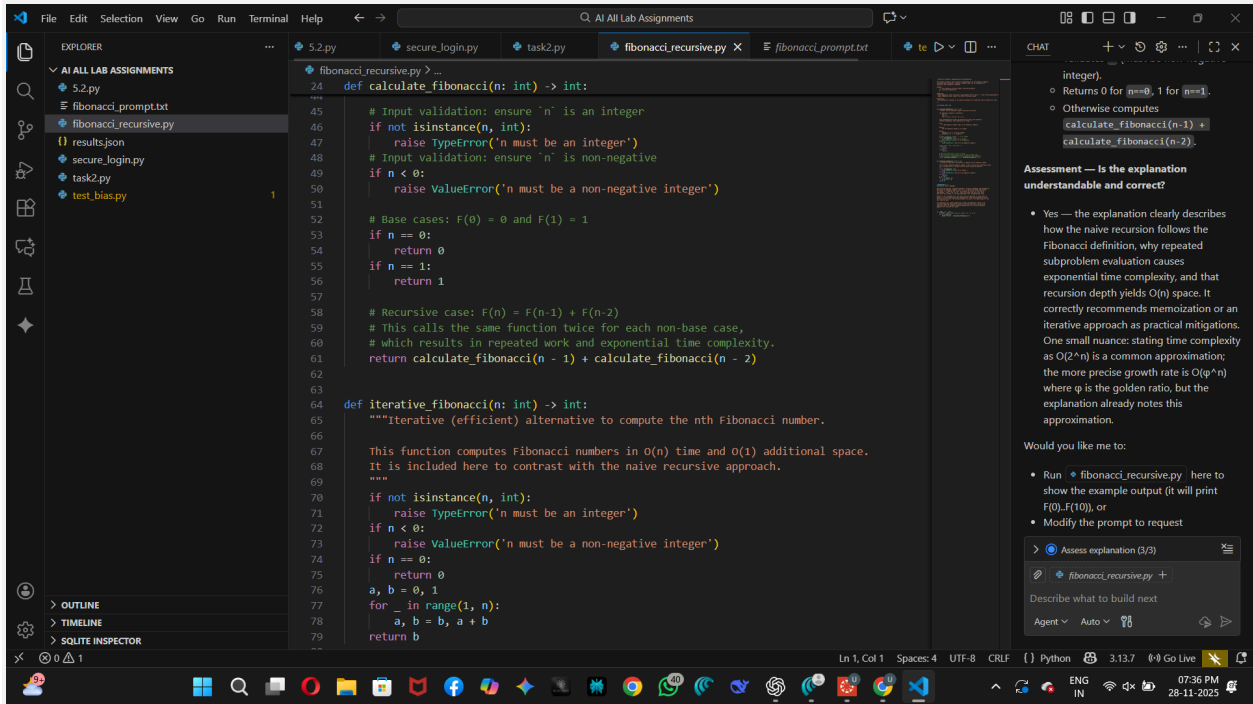 File Edit Selection View Go Run Terminal Help
AI All Lab Assignments
EXPLORER
AI ALL LAB ASSIGNMENTS
5.2.py
fibonacci_prompt.txt
fibonacci_recursive.py
results.json
secure_login.py
task2.py
test_bias.py 1
OUTLINE
TIMELINE
SQLITE INSPECTOR
5.2.py secure_login.py task2.py fibonacci_recursive.py fibonacci_prompt.txt te
fibonacci_recursive.py > ...
24 def calculate_fibonacci(n: int) -> int:
45 # Input validation: ensure `n` is an integer
46 if not isinstance(n, int):
47 raise TypeError('n must be an integer')
48 # Input validation: ensure `n` is non-negative
49 if n < 0:
50 raise ValueError('n must be a non-negative integer')
51
52 # Base cases: F(0) = 0 and F(1) = 1
53 if n == 0:
54 return 0
55 if n == 1:
56 return 1
57
58 # Recursive case: F(n) = F(n-1) + F(n-2)
59 # This calls the same function twice for each non-base case,
60 # which results in repeated work and exponential time complexity.
61 return calculate_fibonacci(n - 1) + calculate_fibonacci(n - 2)
62
63
64 def iterative_fibonacci(n: int) -> int:
65 """Iterative (efficient) alternative to compute the nth Fibonacci number.
66
67 This function computes Fibonacci numbers in O(n) time and O(1) additional space.
68 It is included here to contrast with the naive recursive approach.
69 """
70 if not isinstance(n, int):
71 raise TypeError('n must be an integer')
72 if n < 0:
73 raise ValueError('n must be a non-negative integer')
74 if n == 0:
75 return 0
76 a, b = 0, 1
77 for _ in range(1, n):
78 a, b = b, a + b
79 return b
CHAT
integer).
Returns 0 for n==0, 1 for n==1.
Otherwise computes
calculate_fibonacci(n-1) +
calculate_fibonacci(n-2).
Assessment — Is the explanation
understandable and correct?
Yes — the explanation clearly describes
how the naive recursion follows the
Fibonacci definition, why repeated
subproblem evaluation causes
exponential time complexity, and that
recursion depth yields O(n) space. It
correctly recommends memoization or an
iterative approach as practical mitigations.
One small nuance: stating time complexity
as O(2^n) is a common approximation;
the more precise growth rate is O(φ^n)
where φ is the golden ratio, but the
explanation already notes this
approximation.
Would you like me to:
Run fibonacci_recursive.py here to
show the example output (it will print
F(0)..F(10)), or
Modify the prompt to request
Assess explanation (3/3)
fibonacci_recursive.py
Describe what to build next
Agent Auto
0 1
Ln 1, Col 1 Spaces: 4 UTF-8 CRLF { } Python 3.13.7 Go Live
9+
40
ENG
IN
07:36 PM
28-11-2025